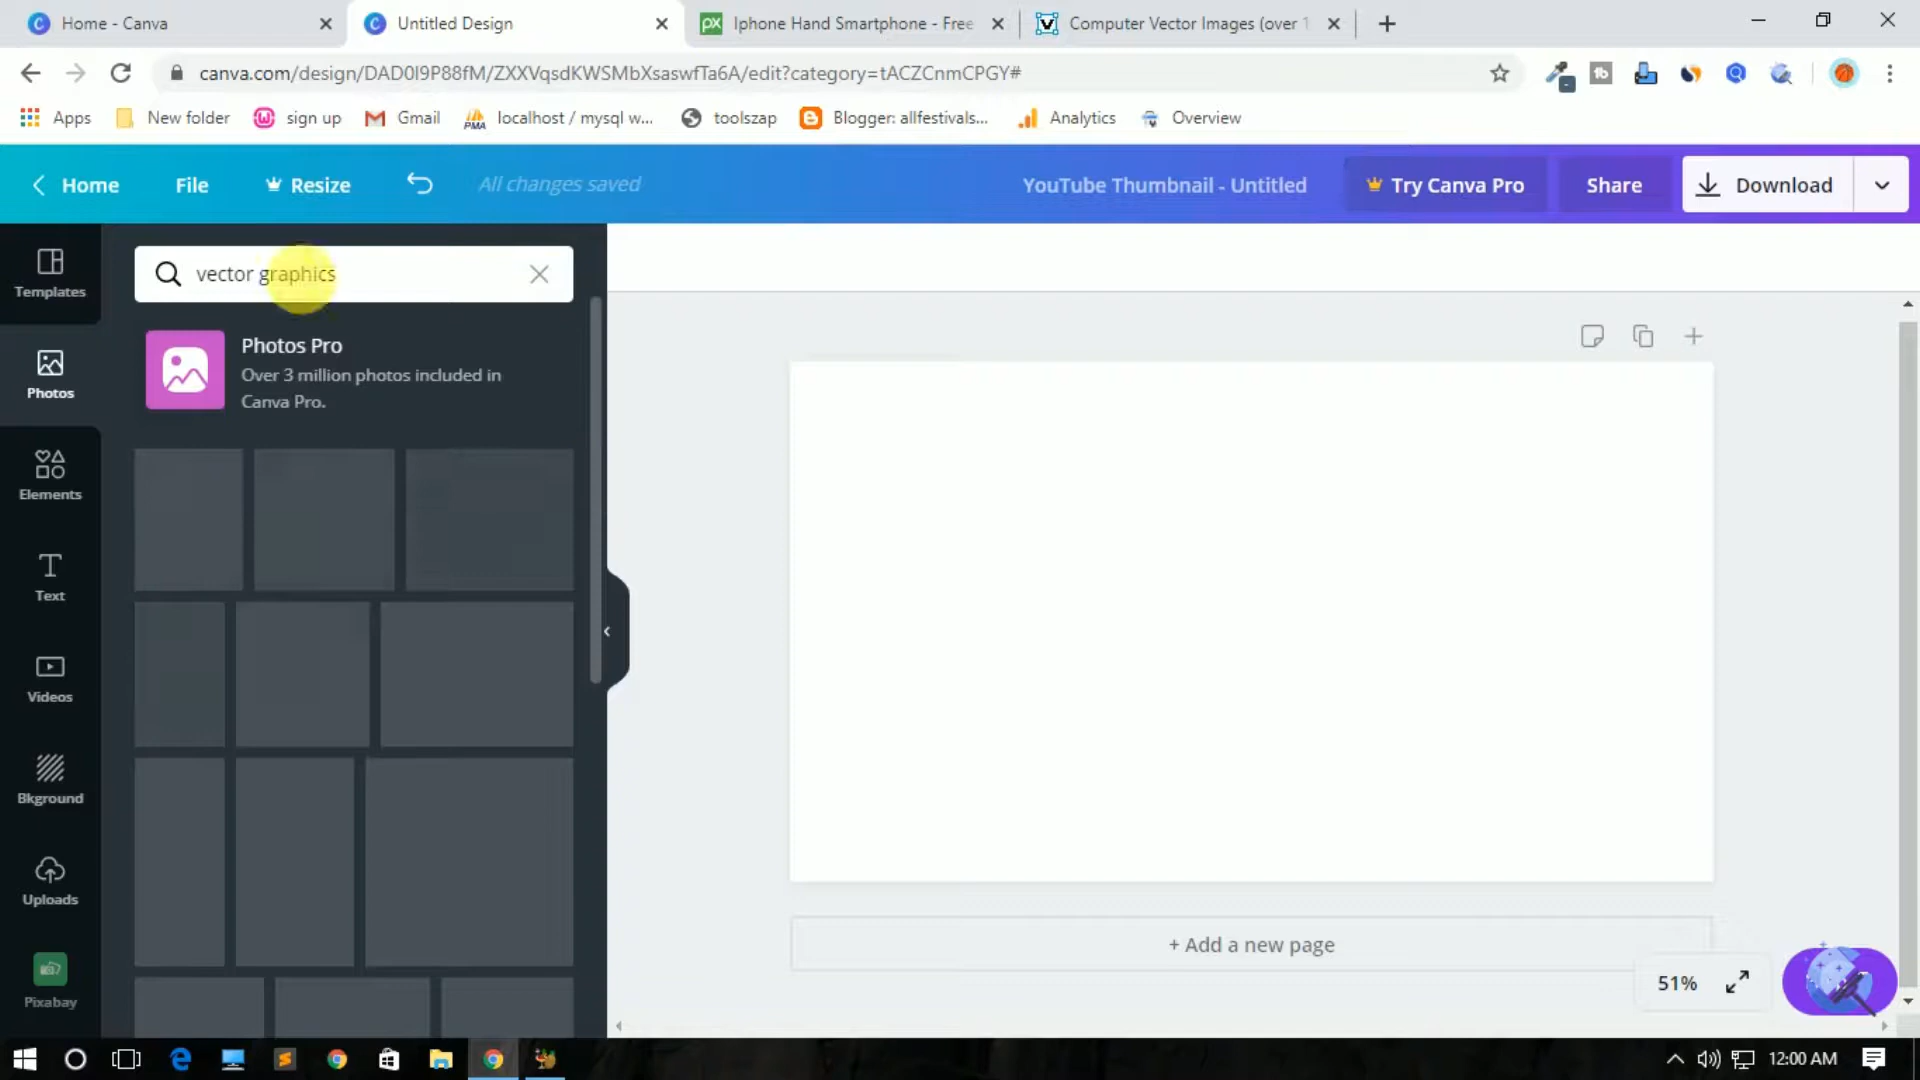 Home - Canva
Untitled Design
Iphone Hand Smartphone - Free
Computer Vector Images (over 1
canva.com/design/DAD0I9P88fM/ZXXVqsdKWSMbXsaswfTa6A/edit?category=tACZCnmCPGY#
Apps
New folder
sign up
Gmail
PMA
localhost / mysql w...
toolszap
Blogger: allfestivals...
Analytics
Overview
Home
File
Resize
All changes saved
YouTube Thumbnail - Untitled
Try Canva Pro
Share
Download
Templates
Photos
Elements
Text
Videos
Bkground
Uploads
Pixabay
vector graphics
Photos Pro
Over 3 million photos included in
Canva Pro.
+ Add a new page
51%
12:00 AM